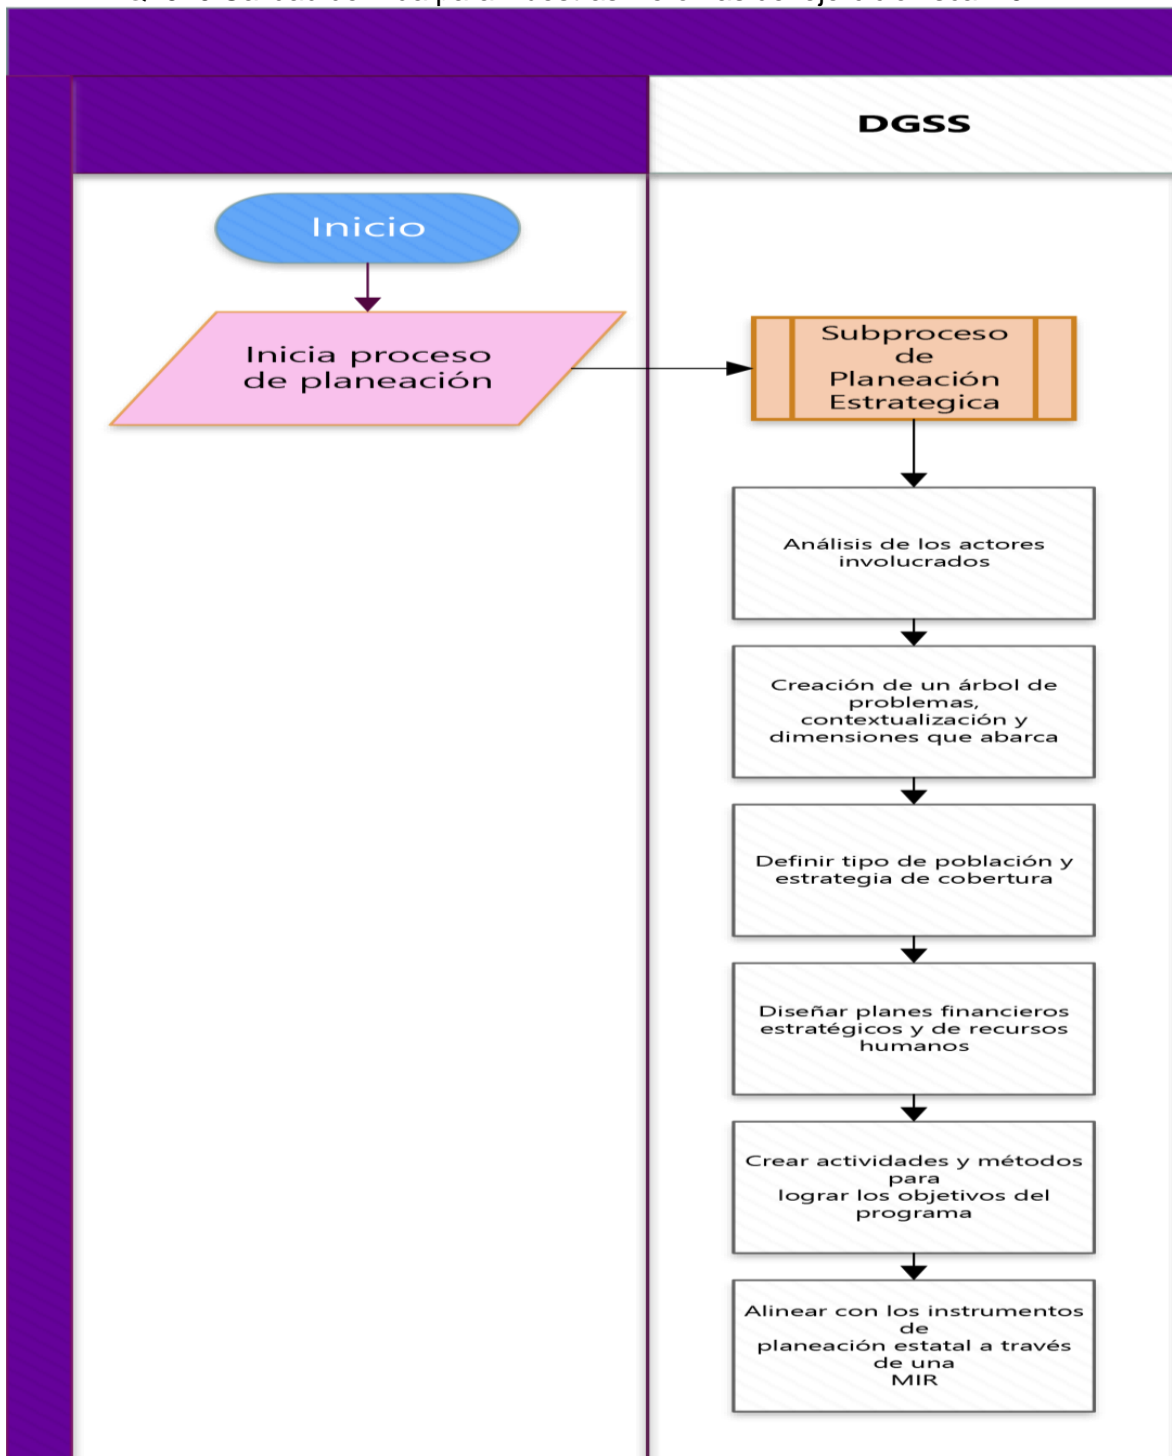 DGSS
Inicio
Inicia proceso
de planeación
Subproceso
de
Planeación
Estrategica
Análisis de los actores
involucrados
Creación de un árbol de
problemas,
contextualización y
dimensiones que abarca
Definir tipo de población y
estrategia de cobertura
Diseñar planes financieros
estratégicos y de recursos
humanos
Crear actividades y métodos
para
lograr los objetivos del
programa
Alinear con los instrumentos
de
planeación estatal a través
de una
MIR